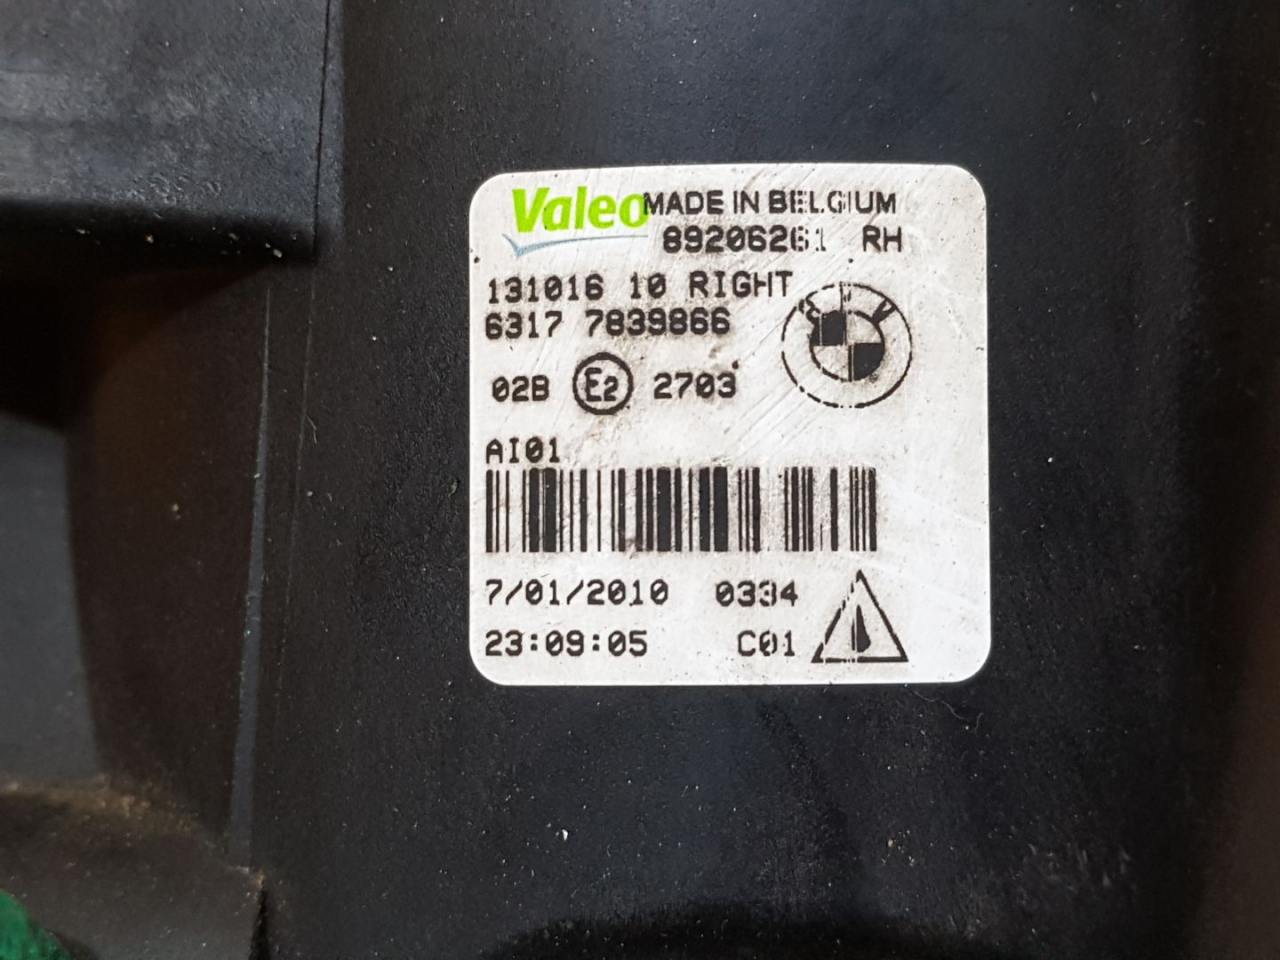 Valeo MADE IN BELGIUM
89206261 RH
131016 10 RIGHT
6317 7839866
02B E2 2703
AI01
7/01/2010 0334
23:09:05 C01